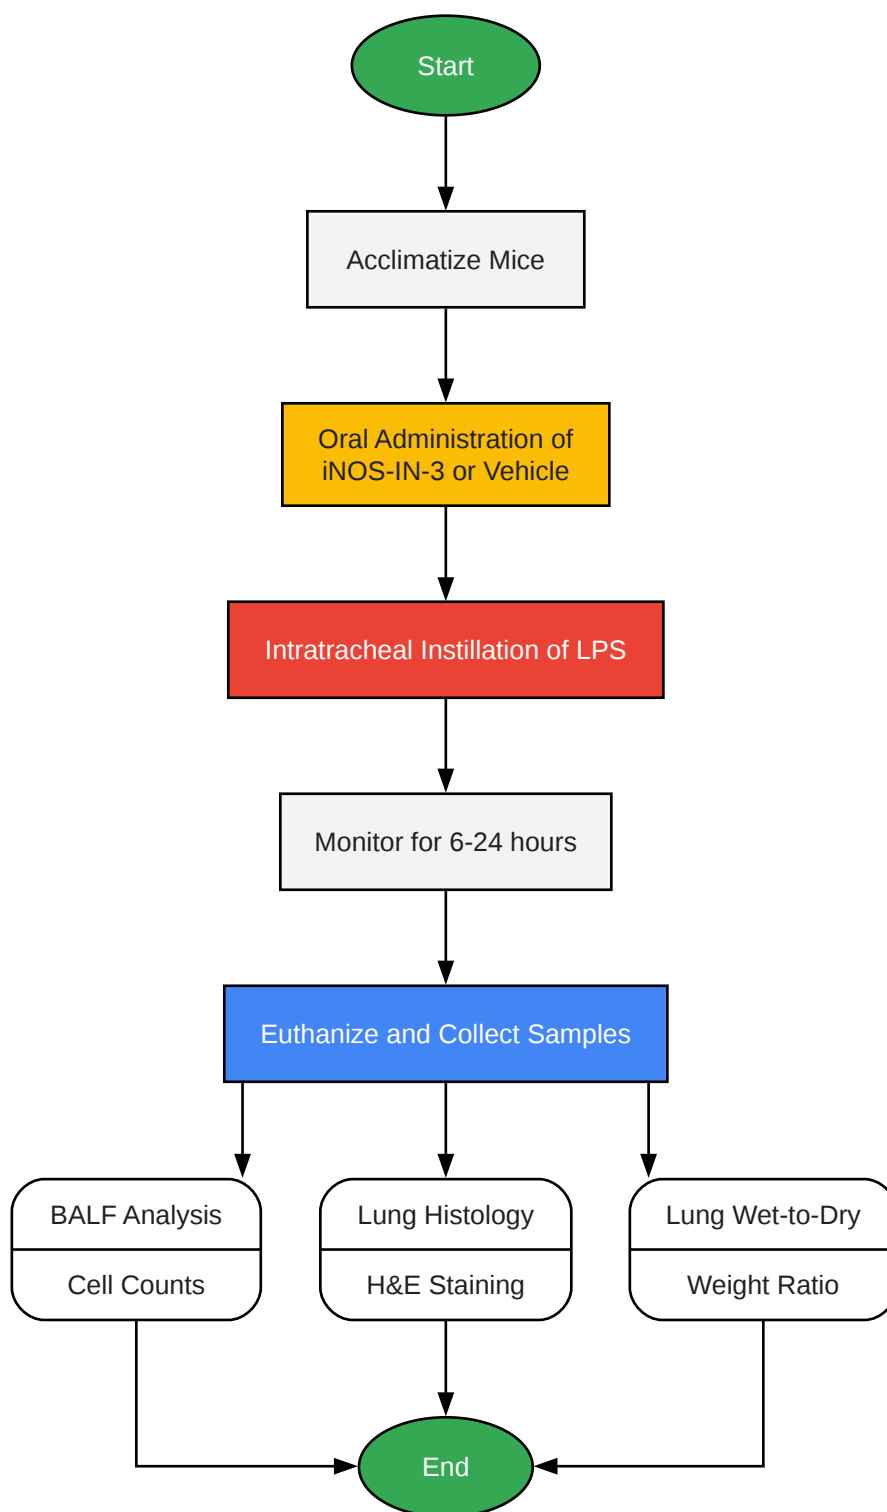 Start
Acclimatize Mice
Oral Administration of
iNOS-IN-3 or Vehicle
Intratracheal Instillation of LPS
Monitor for 6-24 hours
Euthanize and Collect Samples
BALF Analysis
Cell Counts
Lung Histology
H&E Staining
Lung Wet-to-Dry
Weight Ratio
End